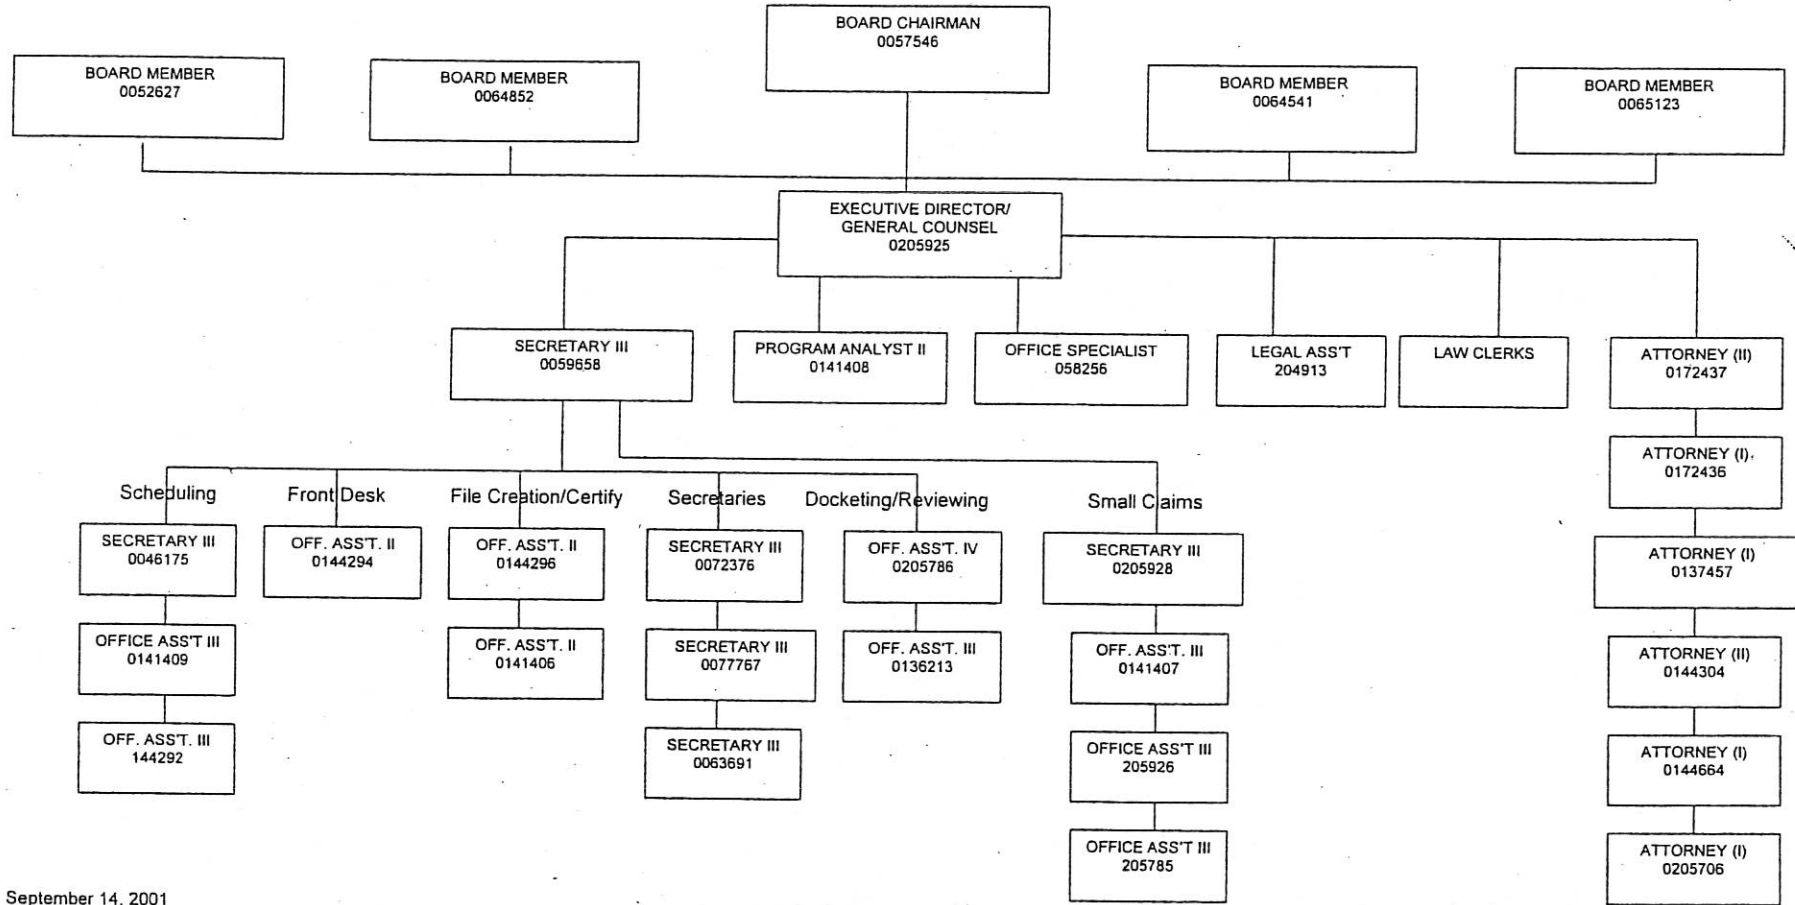 BOARD CHAIRMAN
0057546
BOARD MEMBER
0052627
BOARD MEMBER
0064852
BOARD MEMBER
0064541
BOARD MEMBER
0065123
EXECUTIVE DIRECTOR/
GENERAL COUNSEL
0205925
SECRETARY III
0059658
PROGRAM ANALYST II
0141408
OFFICE SPECIALIST
058256
LEGAL ASS'T
204913
LAW CLERKS
ATTORNEY (II)
0172437
ATTORNEY (I)
0172436
ATTORNEY (I)
0137457
ATTORNEY (II)
0144304
ATTORNEY (I)
0144664
ATTORNEY (I)
0205706
Scheduling
SECRETARY III
0046175
OFFICE ASS'T III
0141409
OFF. ASS'T. III
144292
Front Desk
OFF. ASS'T. II
0144294
File Creation/Certify
OFF. ASS'T. II
0144296
OFF. ASS'T. II
0141406
Secretaries
SECRETARY III
0072376
SECRETARY III
0077767
SECRETARY III
0063691
Docketing/Reviewing
OFF. ASS'T. IV
0205786
OFF. ASS'T. III
0136213
Small Claims
SECRETARY III
0205928
OFF. ASS'T. III
0141407
OFFICE ASS'T III
205926
OFFICE ASS'T III
205785
September 14, 2001